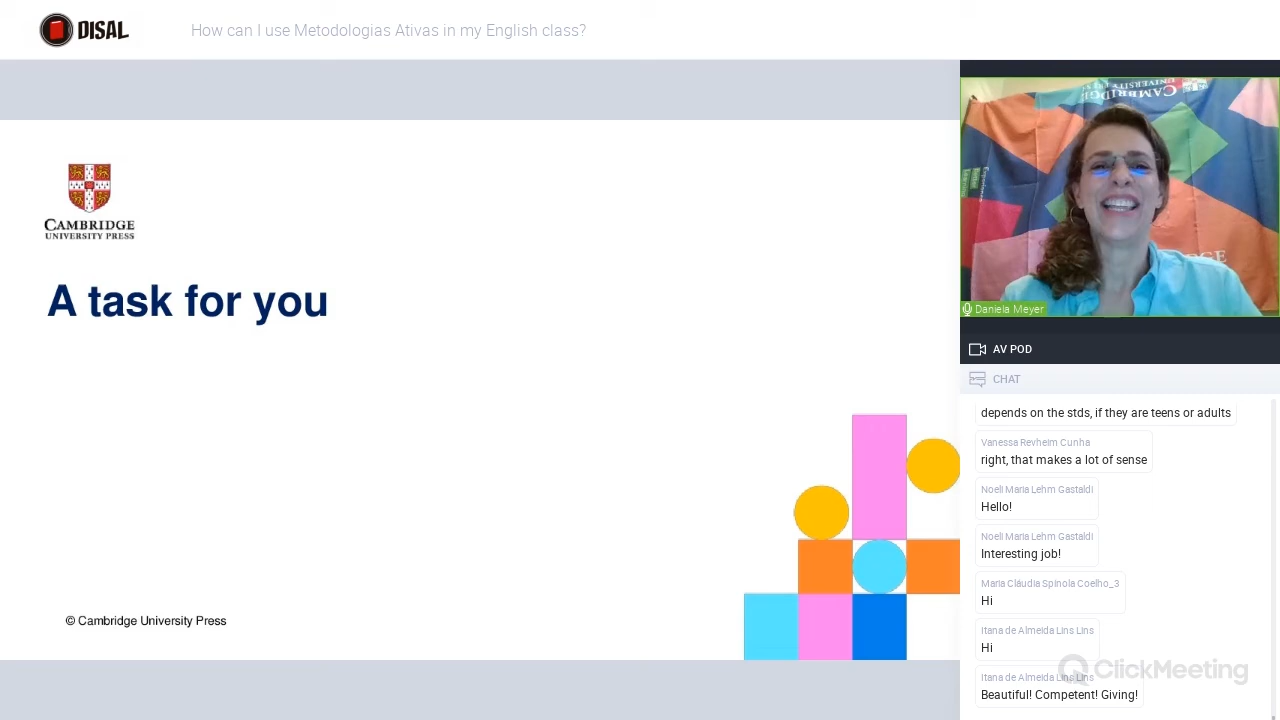 DISAL
How can I use Metodologias Ativas in my English class?
CAMBRIDGE
UNIVERSITY PRESS
A task for you
© Cambridge University Press
CAMBRIDGE
Daniela Meyer
AV POD
CHAT
depends on the stds, if they are teens or adults
Vanessa Revheim Cunha
right, that makes a lot of sense
Noeli Maria Lehm Gastaldi
Hello!
Noeli Maria Lehm Gastaldi
Interesting job!
Maria Cláudia Spínola Coelho_3
Hi
Itana de Almeida Lins Lins
Hi
ClickMeeting
Itana de Almeida Lins Lins
Beautiful! Competent! Giving!